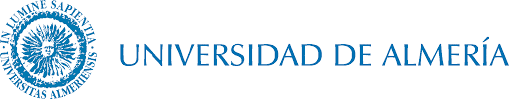 IN LUMINE SAPIENTIA
UNIVERSITAS ALMERIENSIS
UNIVERSIDAD DE ALMERÍA